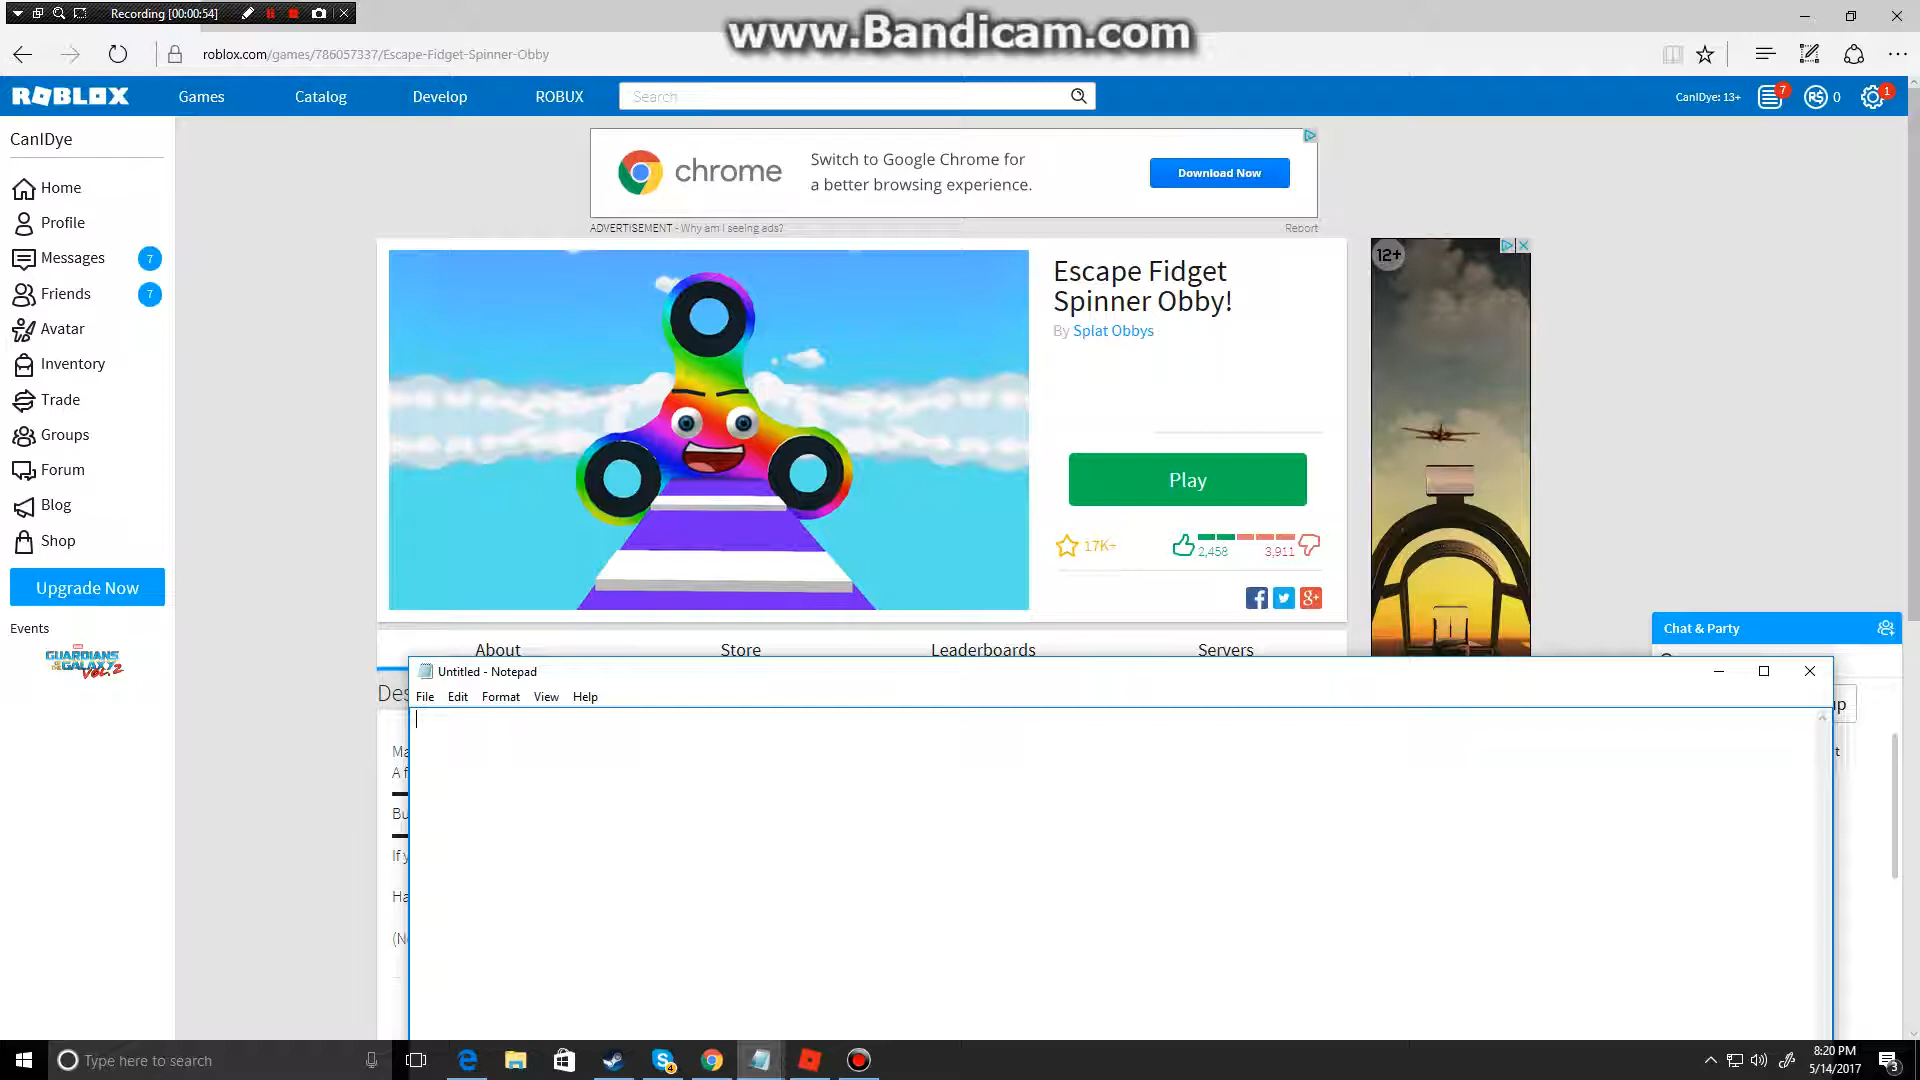 Recording [00:00:54]
www.Bandicam.com
roblox.com/games/786057337/Escape-Fidget-Spinner-Obby
ROBLOX
Games
Catalog
Develop
ROBUX
Search
CanIDye: 13+
7
R$ 0
1
CanIDye
Home
Profile
Messages 7
Friends 7
Avatar
Inventory
Trade
Groups
Forum
Blog
Shop
Upgrade Now
Events
MARVEL
GUARDIANS
OF THE GALAXY
VOL.2
chrome
Switch to Google Chrome for
a better browsing experience.
Download Now
ADVERTISEMENT - Why am I seeing ads?
Report
Escape Fidget
Spinner Obby!
By Splat Obbys
Play
17K+
2,458
3,911
12+
About
Store
Leaderboards
Servers
Chat & Party
Untitled - Notepad
File Edit Format View Help
Type here to search
4
8:20 PM
5/14/2017
3